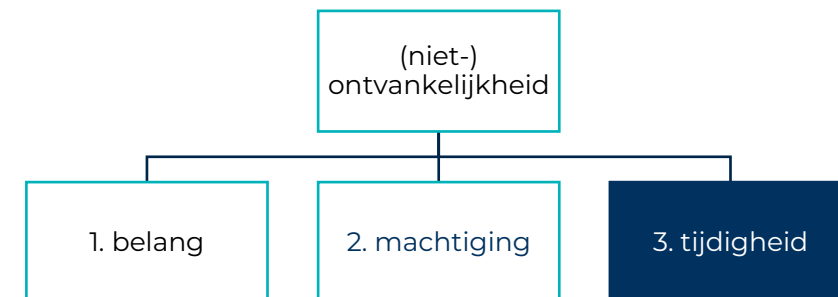 (niet-)
ontvankelijkheid
1. belang
2. machtiging
3. tijdigheid